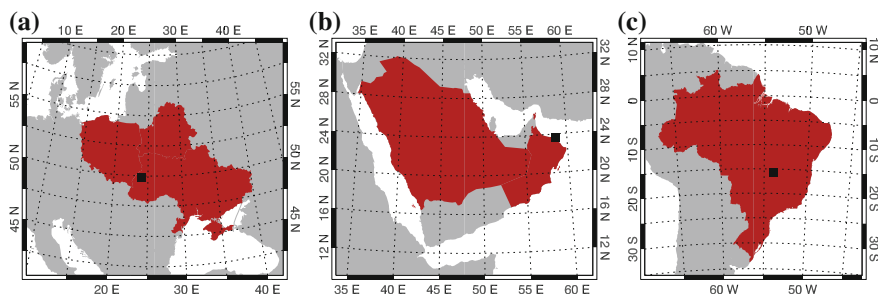 (a)
10 E 20 E 30 E 40 E
55 N 50 N 45 N
55 N 50 N 45 N
20 E 30 E 40 E
(b)
35 E 40 E 45 E 50 E 55 E 60 E
32 N 28 N 24 N 20 N 16 N 12 N
32 N 28 N 24 N 20 N 16 N 12 N
35 E 40 E 45 E 50 E 55 E 60 E
(c)
60 W 50 W
10 N 0 10 S 20 S 30 S
10 N 0 10 S 20 S 30 S
60 W 50 W